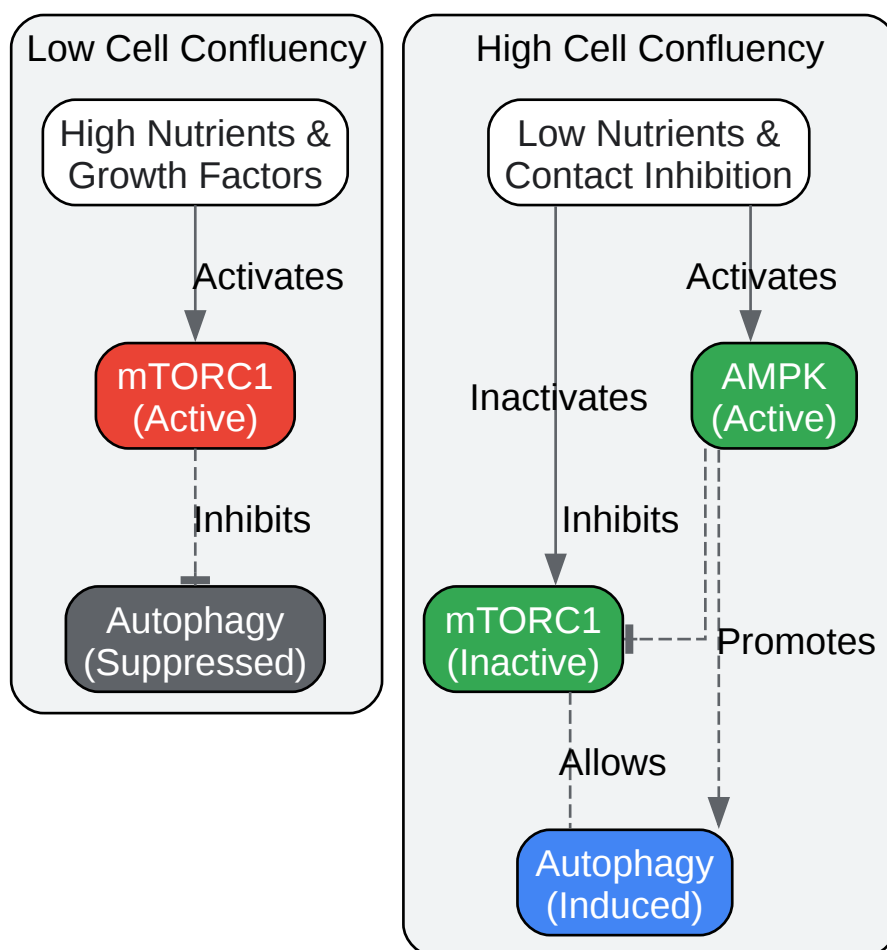 Low Cell Confluency
High Nutrients &
Growth Factors
Activates
mTORC1
(Active)
Inhibits
Autophagy
(Suppressed)
High Cell Confluency
Low Nutrients &
Contact Inhibition
Activates
AMPK
(Active)
Inactivates
Inhibits
mTORC1
(Inactive)
Promotes
Allows
Autophagy
(Induced)